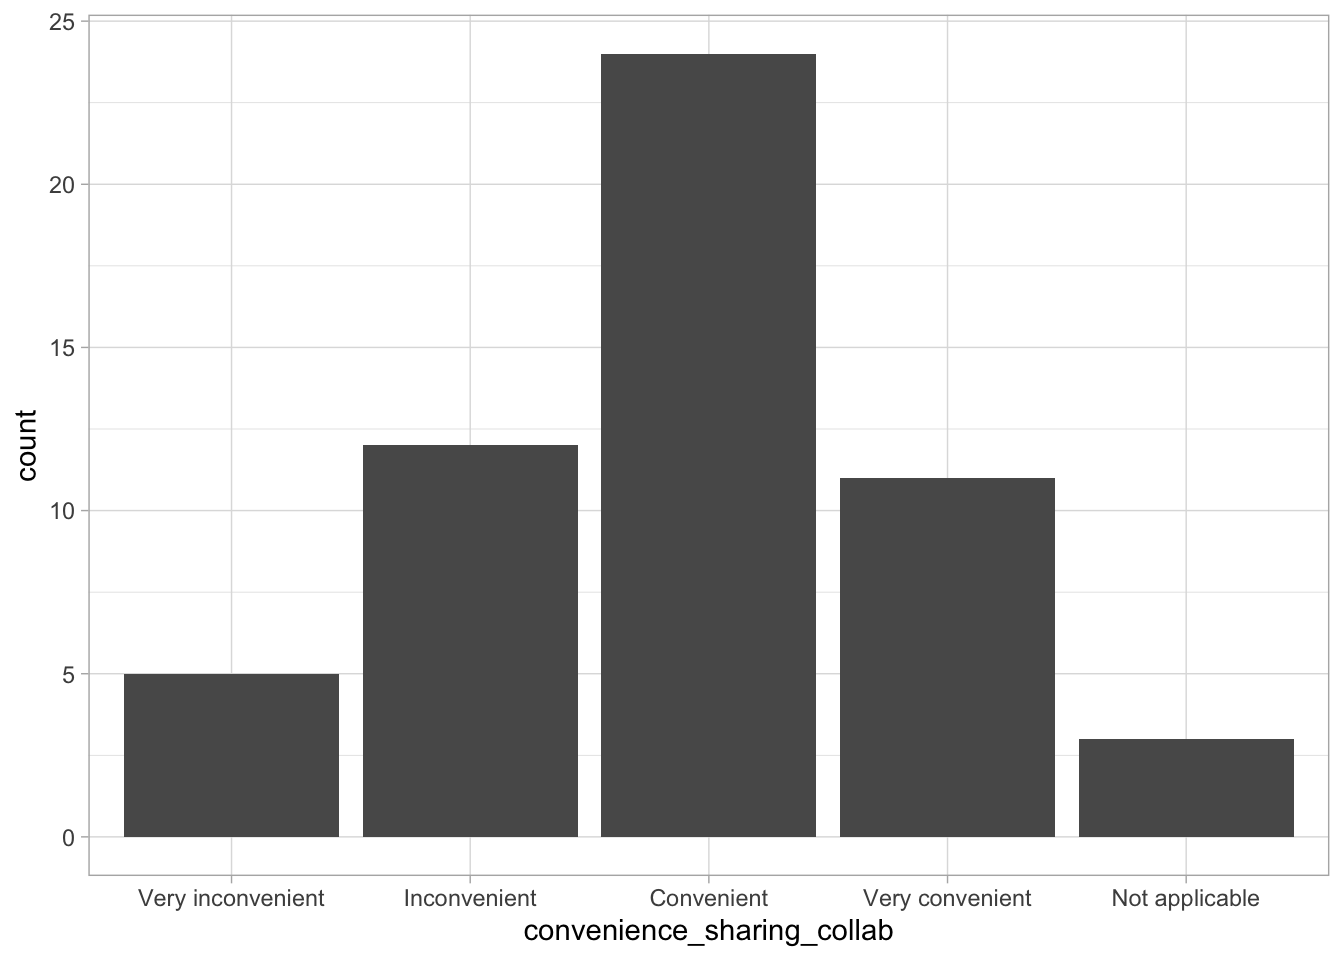 25
20
15
10
5
0
count
Very inconvenient
Inconvenient
Convenient
Very convenient
Not applicable
convenience_sharing_collab